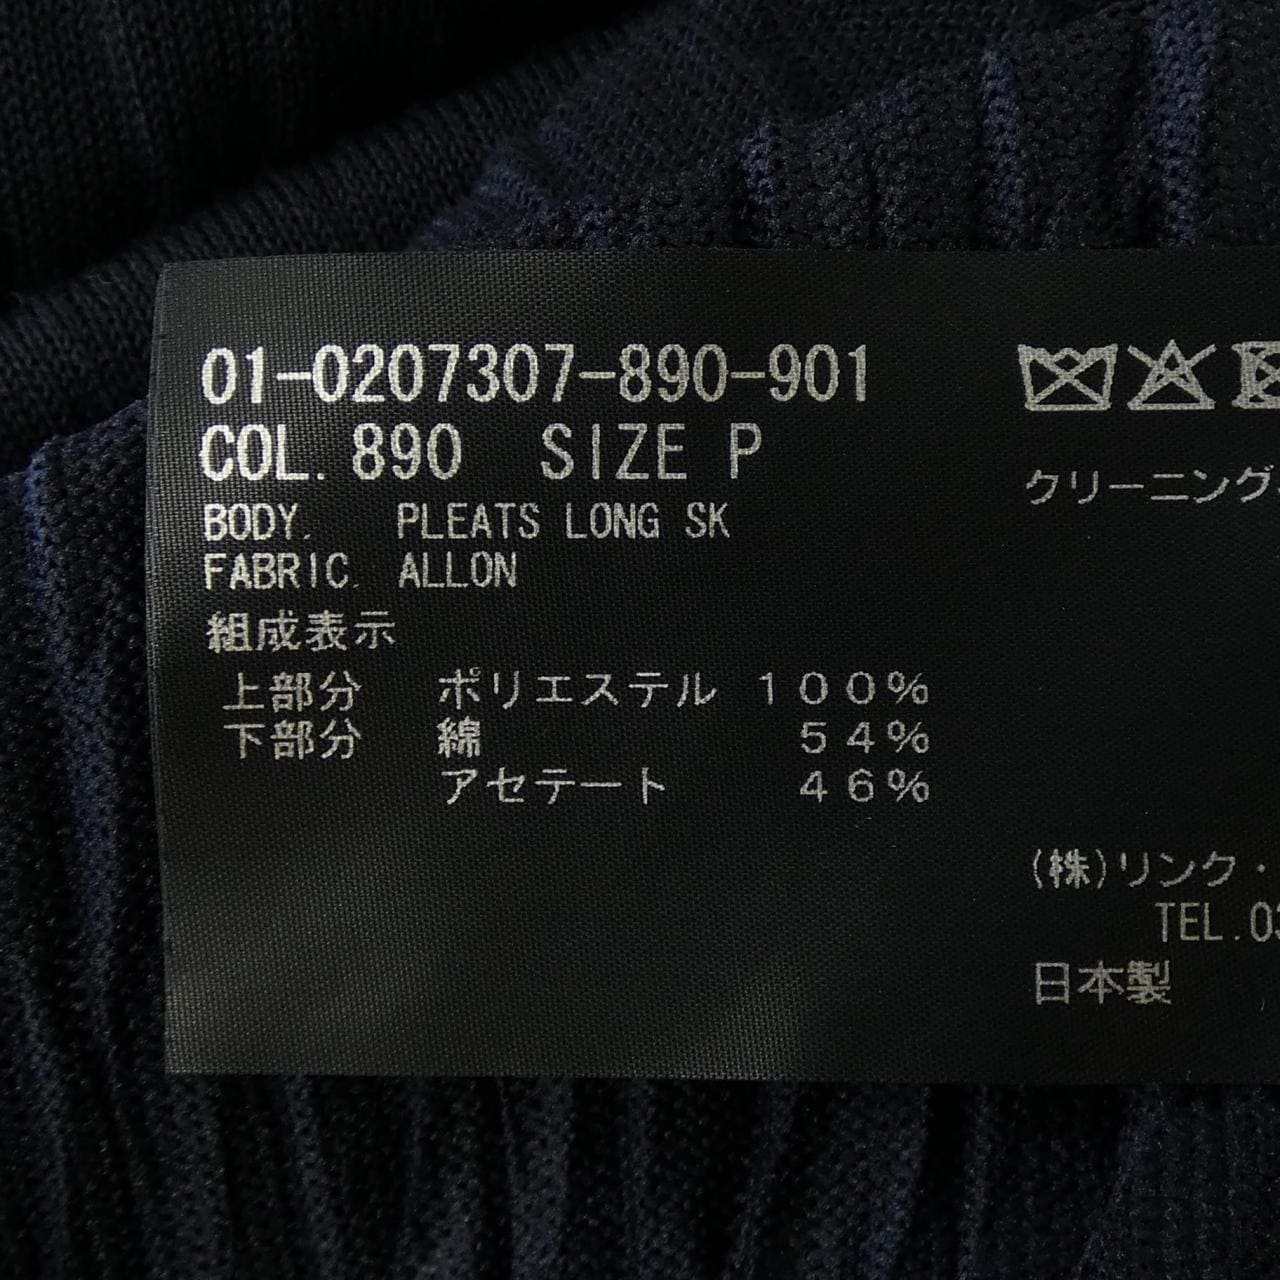 01-0207307-890-901
COL. 890 SIZE P
BODY. PLEATS LONG SK
FABRIC. ALLON
組成表示
上部分 ポリエステル １００％
下部分 綿 ５４％
アセテート ４６％
クリーニング
(株)リンク・
TEL.03
日本製